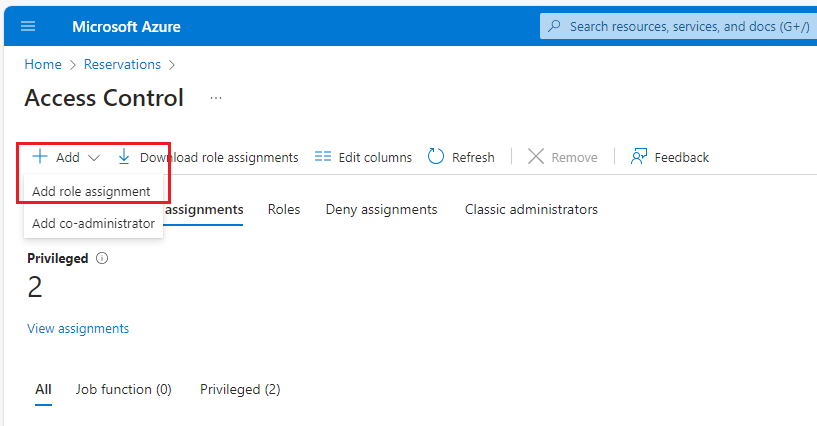 Microsoft Azure
Search resources, services, and docs (G+/)
Home > Reservations >
Access Control ...
+ Add Download role assignments Edit columns Refresh Remove Feedback
Add role assignment
Add co-administrator
assignments Roles Deny assignments Classic administrators
Privileged
2
View assignments
All Job function (0) Privileged (2)